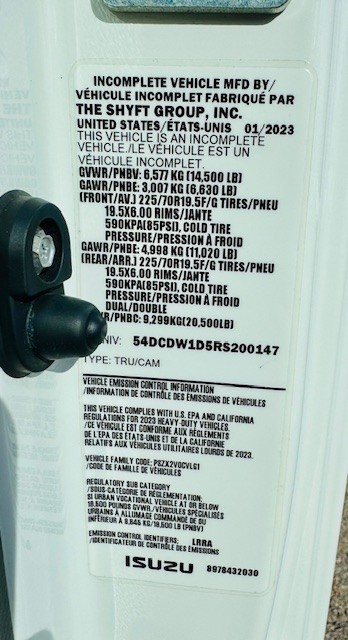 INCOMPLETE VEHICLE MFD BY/
VÉHICULE INCOMPLET FABRIQUÉ PAR
THE SHYFT GROUP, INC.
UNITED STATES/ÉTATS-UNIS 01/2023
THIS VEHICLE IS AN INCOMPLETE
VEHICLE./LE VÉHICULE EST UN
VÉHICULE INCOMPLET.
GVWR/PNBV: 6,577 KG (14,500 LB)
GAWR/PNBE: 3,007 KG (6,630 LB)
(FRONT/AV.) 225/70R19.5F/G TIRES/PNEU
19.5X6.00 RIMS/JANTE
590KPA(85PSI), COLD TIRE
PRESSURE/PRESSION À FROID
GAWR/PNBE: 4,998 KG (11,020 LB)
(REAR/ARR.) 225/70R19.5F/G TIRES/PNEU
19.5X6.00 RIMS/JANTE
590KPA(85PSI), COLD TIRE
PRESSURE/PRESSION À FROID
DUAL/DOUBLE
R/PNBC: 9,299KG(20,500LB)
NIV: 54DCDW1D5RS200147
TYPE: TRU/CAM
VEHICLE EMISSION CONTROL INFORMATION
/INFORMATION DE CONTRÔLE DES ÉMISSIONS DE VÉHICULES
THIS VEHICLE COMPLIES WITH U.S. EPA AND CALIFORNIA
REGULATIONS FOR 2023 HEAVY-DUTY VEHICLES.
/CE VÉHICULE EST CONFORME AUX RÈGLEMENTS
DE L'EPA DES ÉTATS-UNIS ET DE LA CALIFORNIE
RELATIFS AUX VÉHICULES UTILITAIRES LOURDS DE 2023.
VEHICLE FAMILY CODE: PSZX2VOCVLG1
/CODE DE FAMILLE DE VÉHICULES
REGULATORY SUB CATEGORY
/SOUS-CATÉGORIE DE RÉGLEMENTATION:
SI URBAN VOCATIONAL VEHICLE AT OR BELOW
19,500 POUNDS GVWR./VÉHICULES SPÉCIALISÉS
URBAINS À ALLUMAGE COMMANDÉ DE OU
INFÉRIEUR À 8,845 KG/19,500 LB (PNBV)
EMISSION CONTROL IDENTIFIERS: LRRA
/IDENTIFICATEUR DE CONTRÔLE DES ÉMISSIONS
ISUZU 8978432030